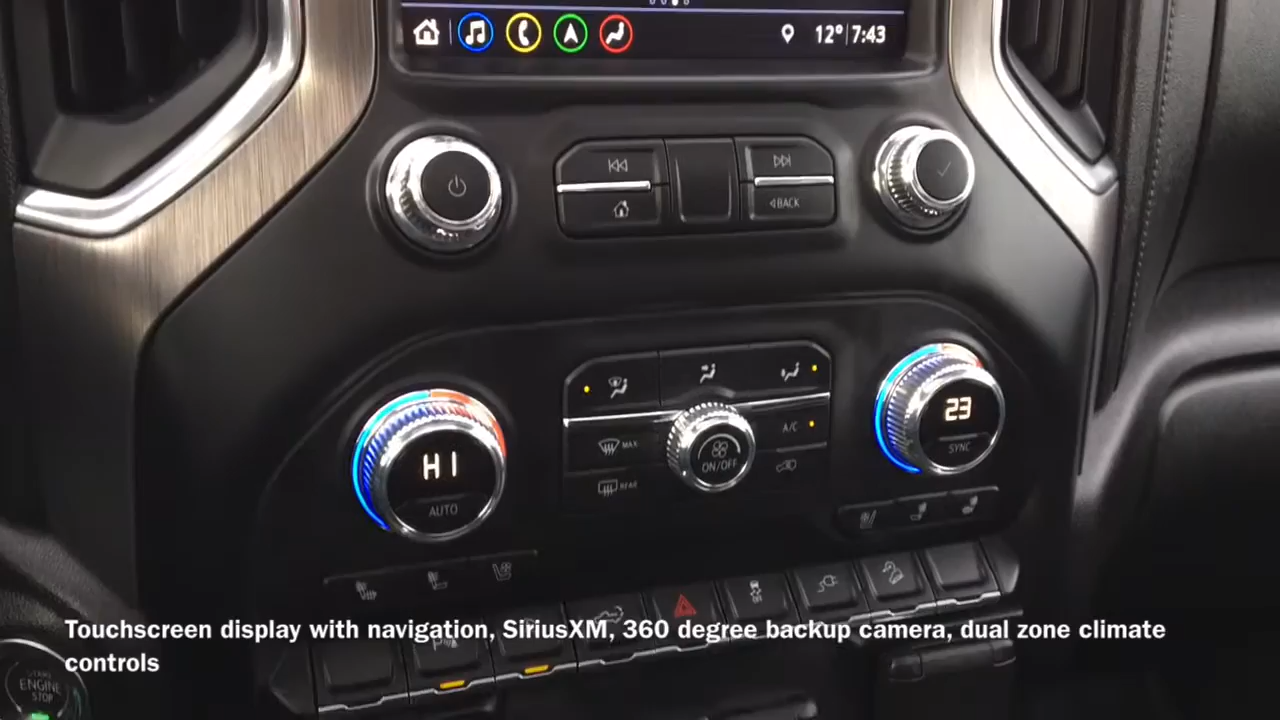 12° 7:43
BACK
HI
AUTO
MAX
REAR
ON/OFF
A/C
23
SYNC
Touchscreen display with navigation, SiriusXM, 360 degree backup camera, dual zone climate
controls
ENGINE
STOP